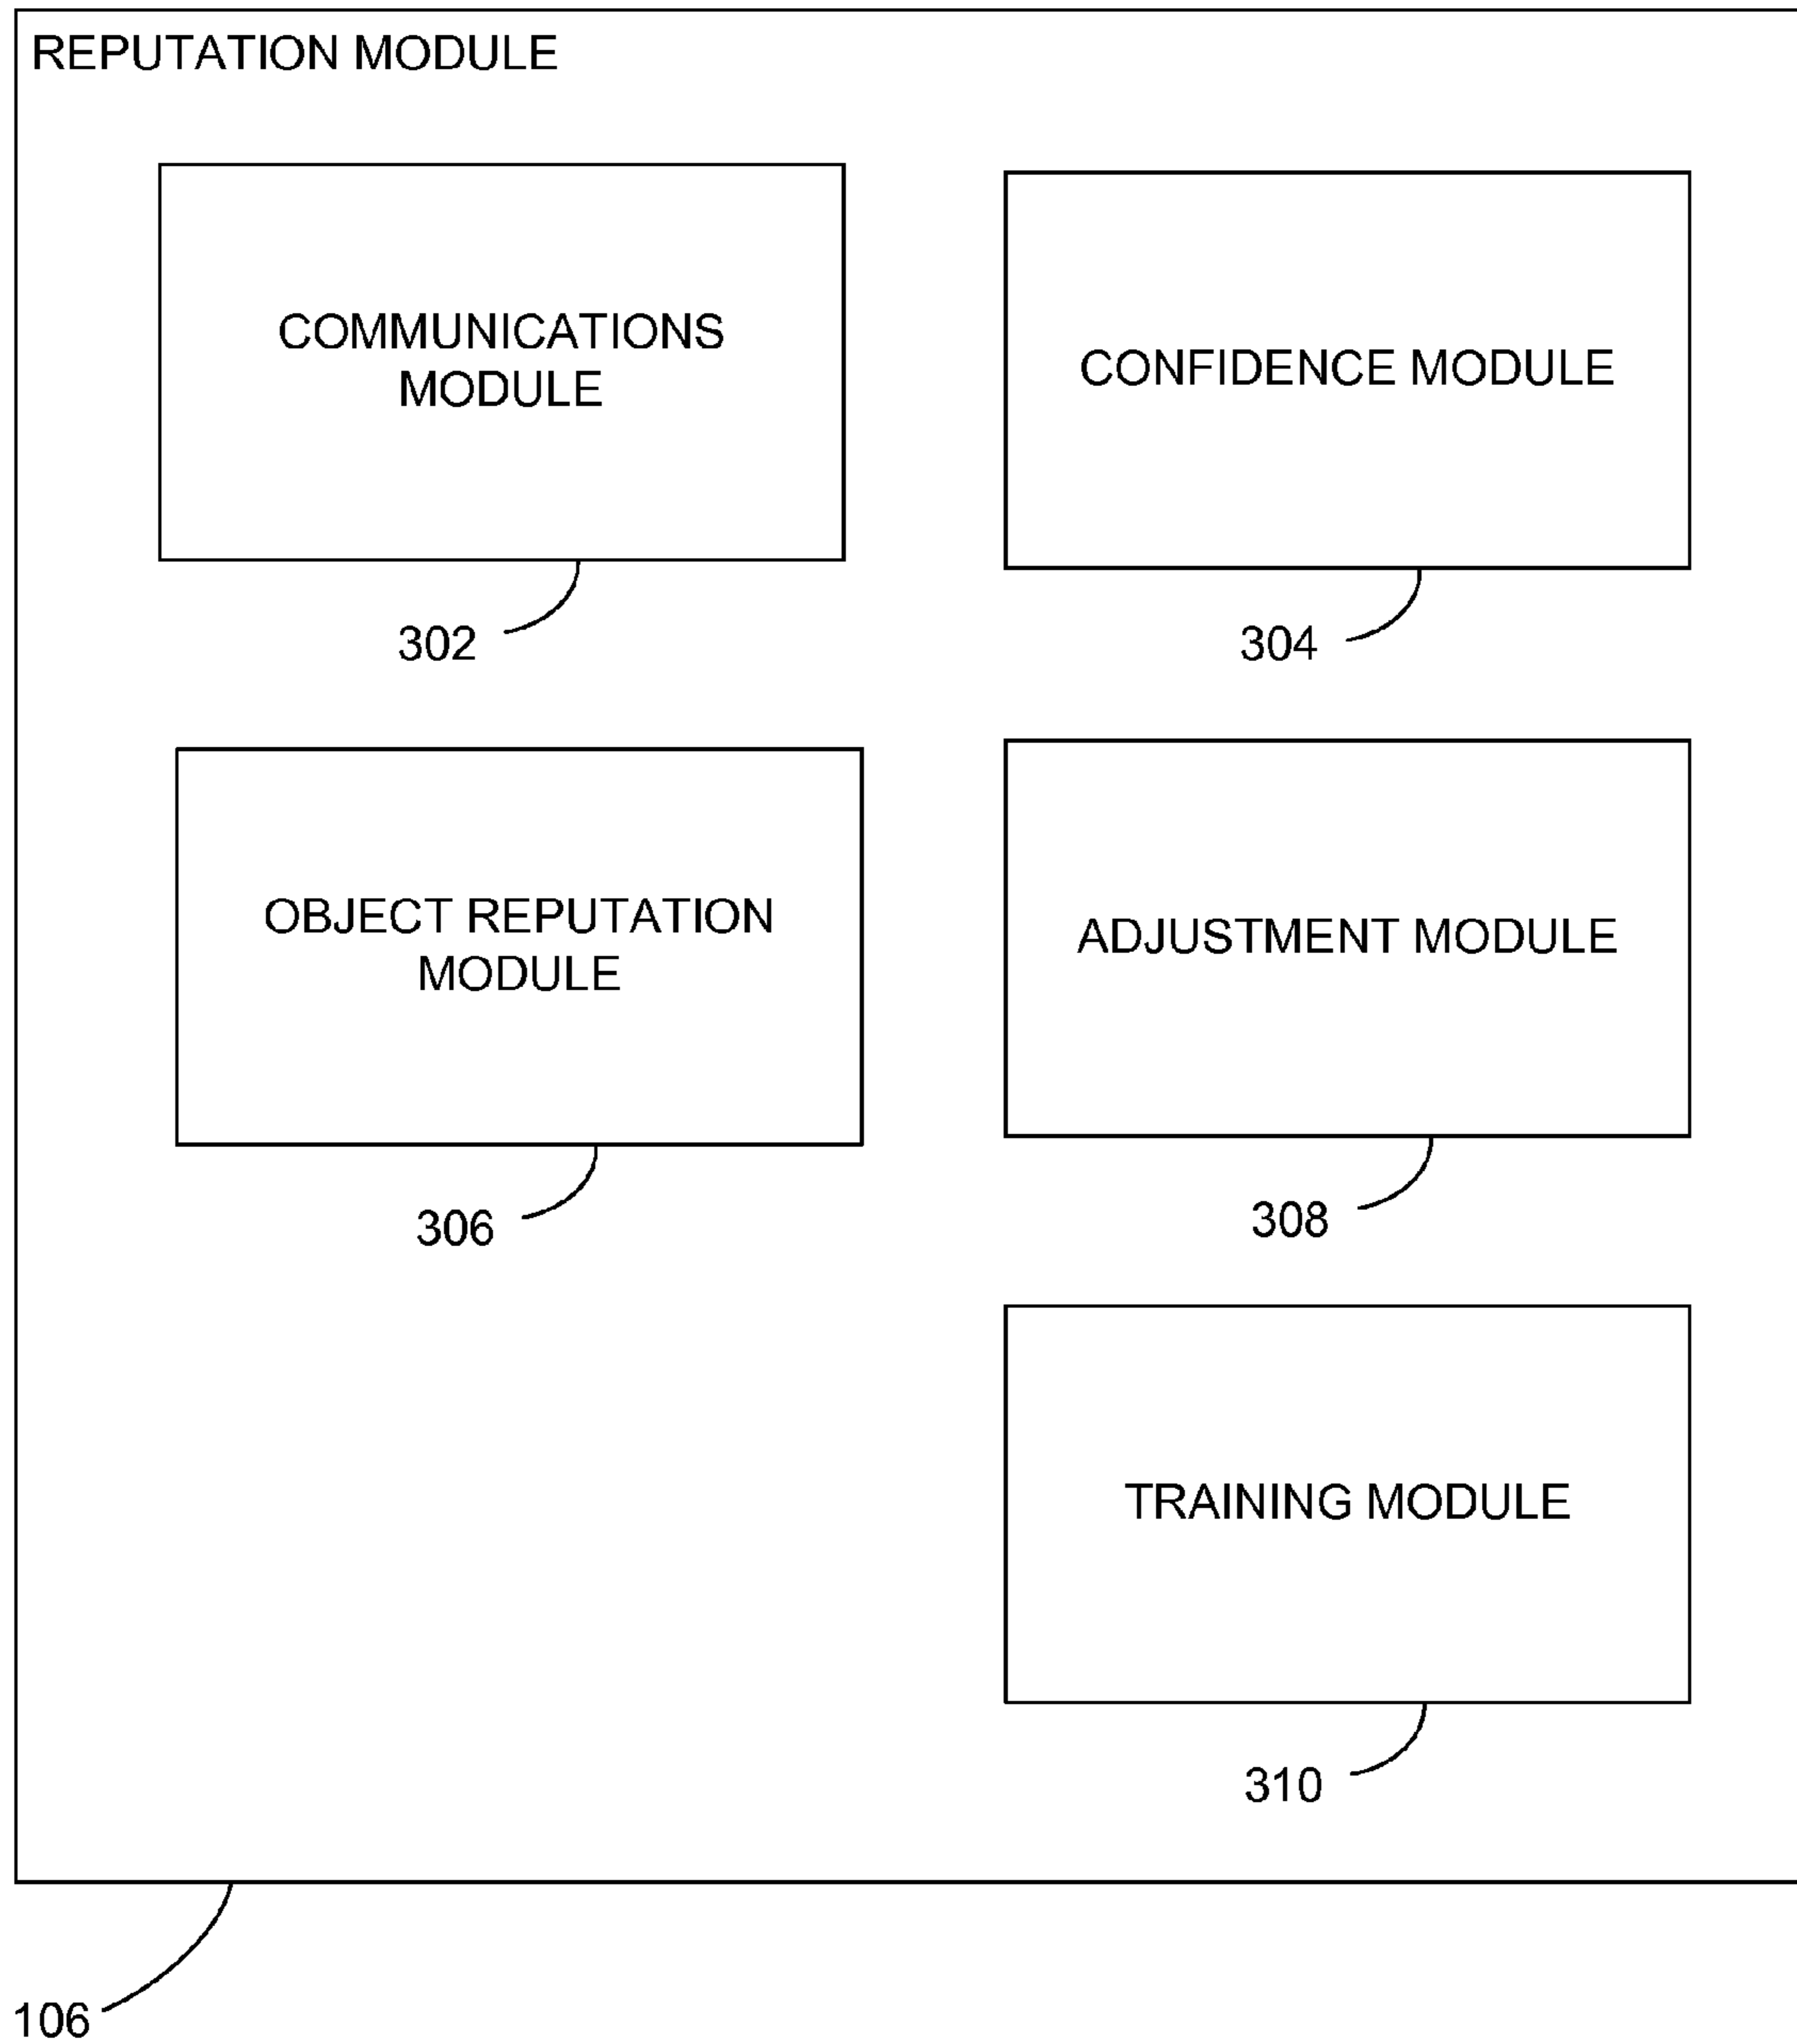 REPUTATION MODULE
COMMUNICATIONS
MODULE
302
CONFIDENCE MODULE
304
OBJECT REPUTATION
MODULE
306
ADJUSTMENT MODULE
308
TRAINING MODULE
310
106